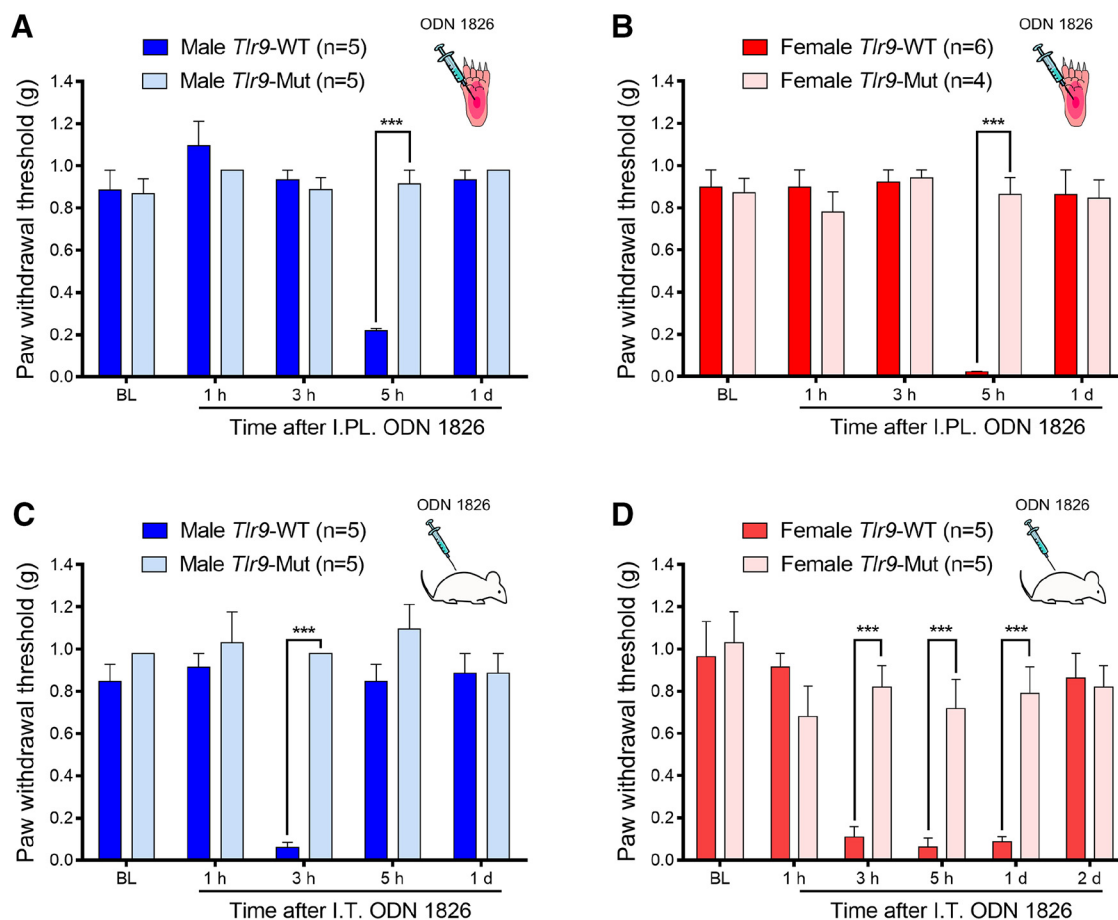 A
ODN 1826
Male Tlr9-WT (n=5)
Male Tlr9-Mut (n=5)
Paw withdrawal threshold (g)
1.4
1.2
1.0
0.8
0.6
0.4
0.2
0.0
***
BL 1 h 3 h 5 h 1 d
Time after I.PL. ODN 1826
B
ODN 1826
Female Tlr9-WT (n=6)
Female Tlr9-Mut (n=4)
Paw withdrawal threshold (g)
1.4
1.2
1.0
0.8
0.6
0.4
0.2
0.0
***
BL 1 h 3 h 5 h 1 d
Time after I.PL. ODN 1826
C
ODN 1826
Male Tlr9-WT (n=5)
Male Tlr9-Mut (n=5)
Paw withdrawal threshold (g)
1.4
1.2
1.0
0.8
0.6
0.4
0.2
0.0
***
BL 1 h 3 h 5 h 1 d
Time after I.T. ODN 1826
D
ODN 1826
Female Tlr9-WT (n=5)
Female Tlr9-Mut (n=5)
Paw withdrawal threshold (g)
1.4
1.2
1.0
0.8
0.6
0.4
0.2
0.0
*** *** ***
BL 1 h 3 h 5 h 1 d 2 d
Time after I.T. ODN 1826